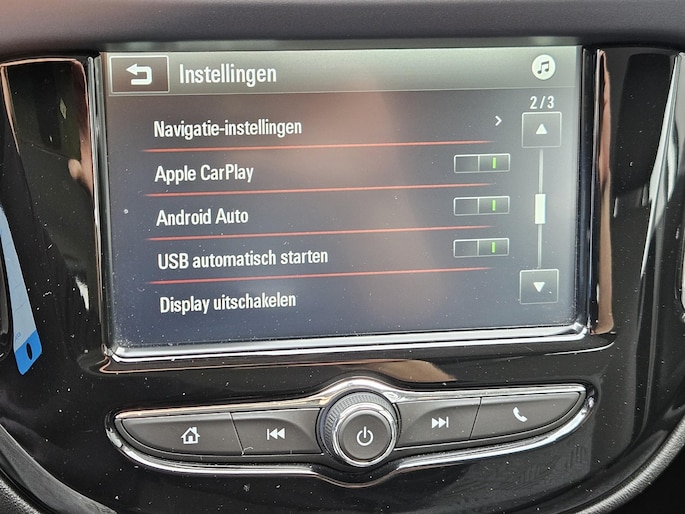 Instellingen
2/3
Navigatie-instellingen
Apple CarPlay
Android Auto
USB automatisch starten
Display uitschakelen